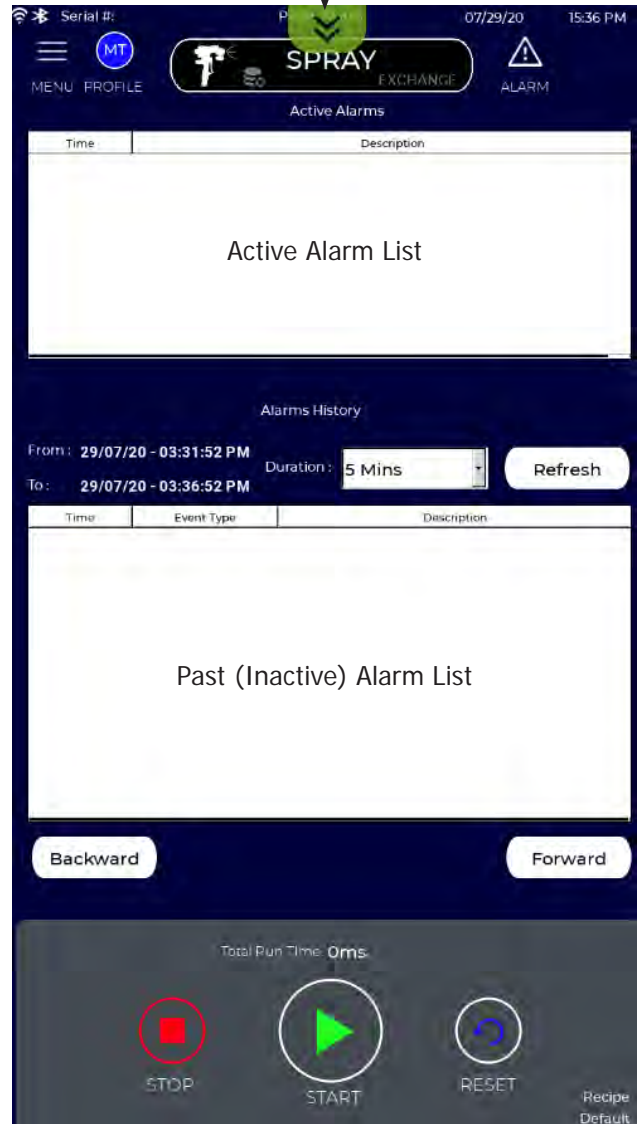 Serial #:
07/29/20 15:36 PM
MT
MENU PROFILE
SPRAY
EXCHANGE
ALARM
Active Alarms
Time Description
Active Alarm List
Alarms History
From: 29/07/20 - 03:31:52 PM
Duration: 5 Mins
Refresh
To: 29/07/20 - 03:36:52 PM
Time Event Type Description
Past (Inactive) Alarm List
Backward Forward
Total Run Time 0ms
STOP START RESET
Recipe
Default